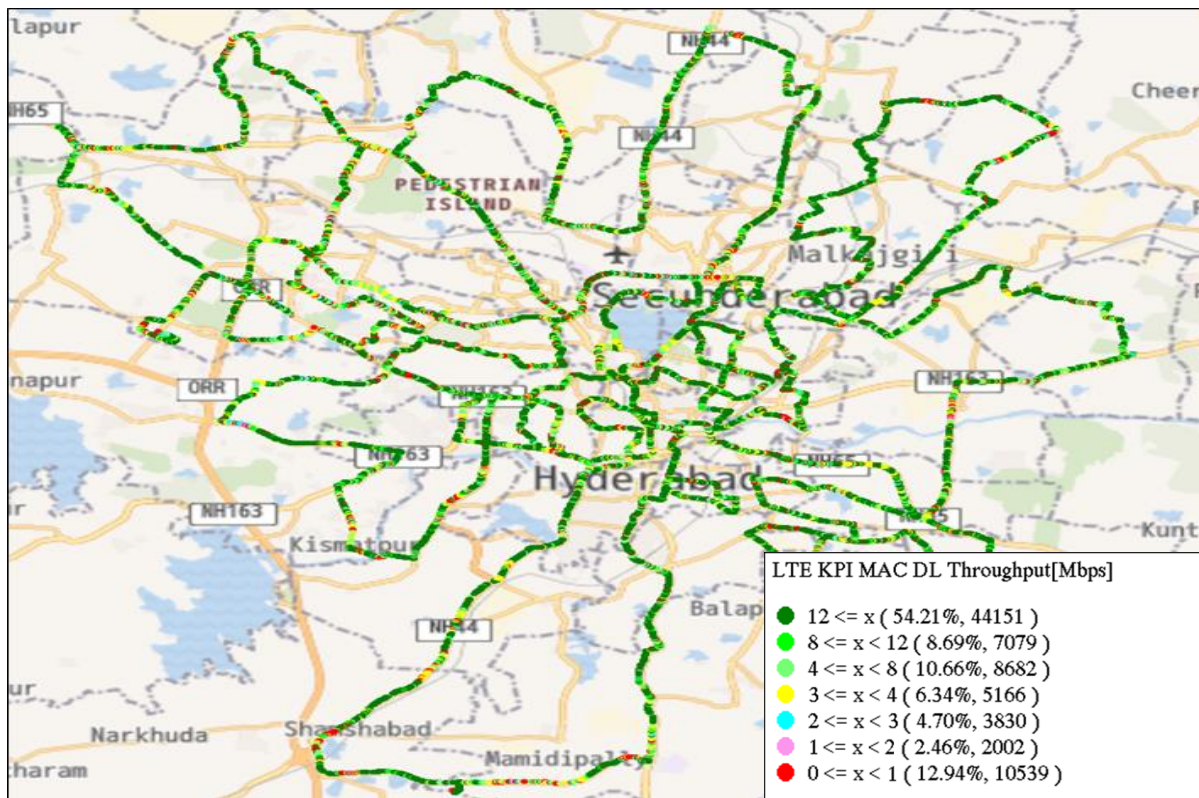 lapur
NH44
Cheer
NH65
NH44
PEDESTRIAN
ISLAND
Malkajgiri
ORR
Secunderabad
napur
ORR
NH163
NH163
NH163
NH65
Hyderabad
NH163
NH65
Kismatpur
Kunt
LTE KPI MAC DL Throughput[Mbps]
Balap
12 <= x ( 54.21%, 44151 )
NH44
8 <= x < 12 ( 8.69%, 7079 )
4 <= x < 8 ( 10.66%, 8682 )
ur
3 <= x < 4 ( 6.34%, 5166 )
Narkhuda
Shamshabad
2 <= x < 3 ( 4.70%, 3830 )
Mamidipally
1 <= x < 2 ( 2.46%, 2002 )
charam
0 <= x < 1 ( 12.94%, 10539 )